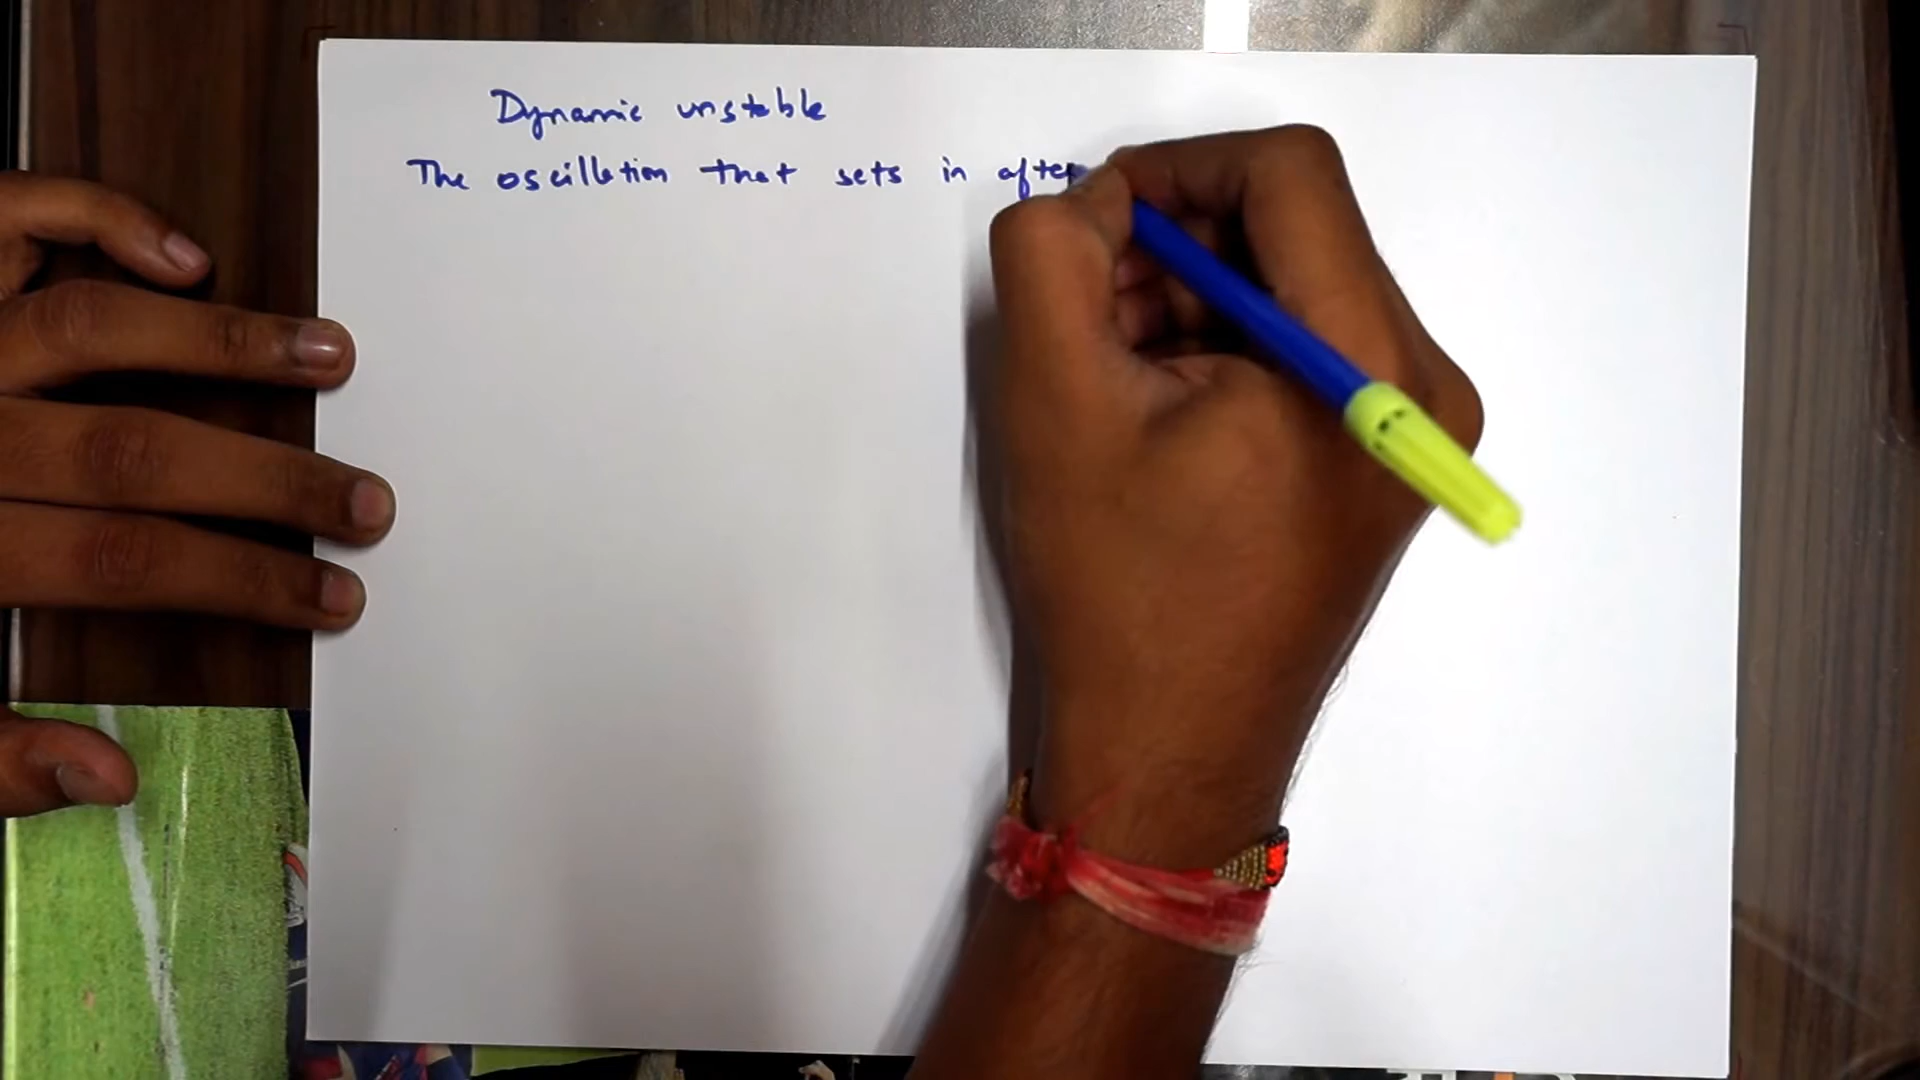 Dynamic unstable
The oscillation that sets in after